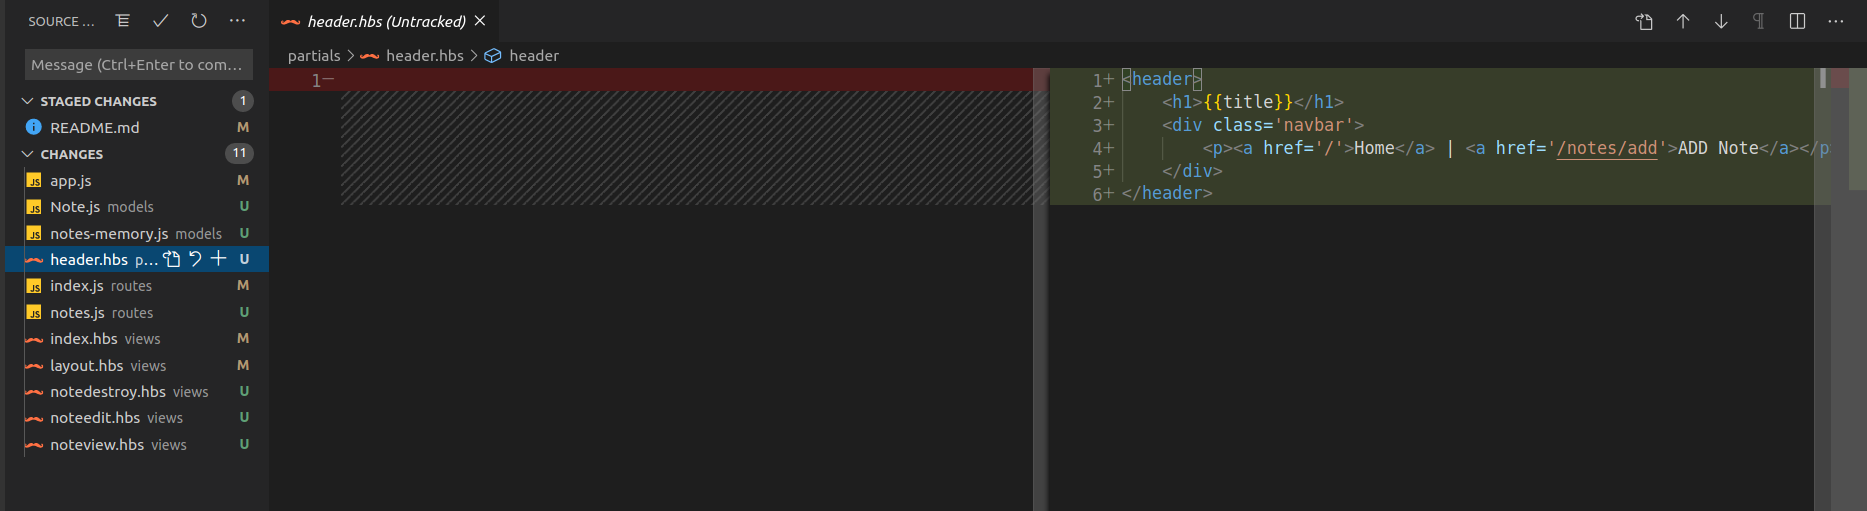 SOURCE ...
header.hbs (Untracked)
Message (Ctrl+Enter to com...
partials > header.hbs > header
STAGED CHANGES 1
README.md M
CHANGES 11
app.js M
Note.js models U
notes-memory.js models U
header.hbs p... U
index.js routes M
notes.js routes U
index.hbs views M
layout.hbs views M
notedestroy.hbs views U
noteedit.hbs views U
noteview.hbs views U
1−
1+ <header>
2+ <h1>{{title}}</h1>
3+ <div class='navbar'>
4+ <p><a href='/'>Home</a> | <a href='/notes/add'>ADD Note</a></p
5+ </div>
6+ </header>